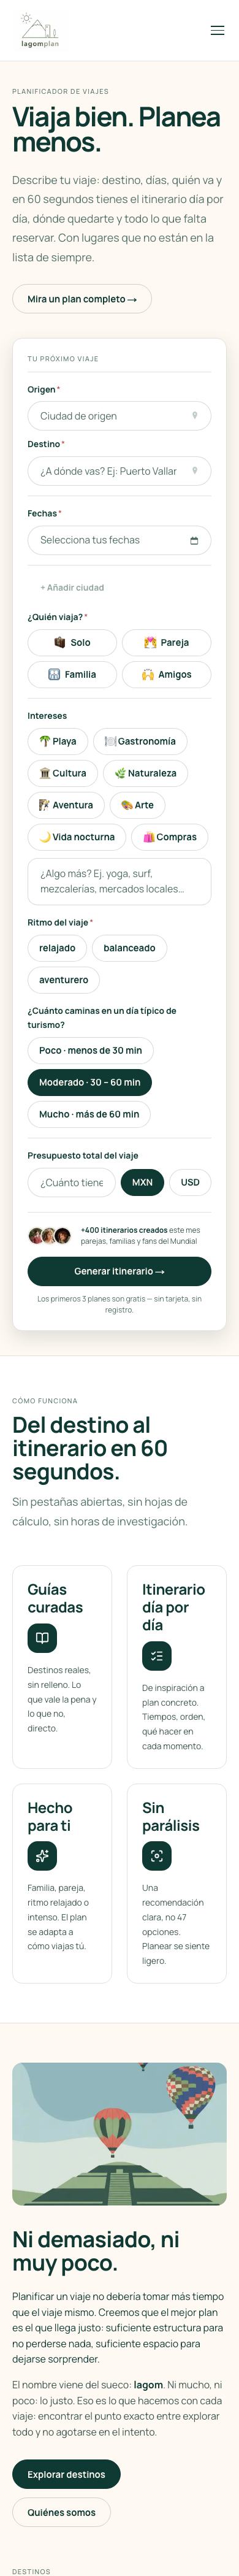 lagomplan
PLANIFICADOR DE VIAJES
Viaja bien. Planea
menos.
Describe tu viaje: destino, días, quién va y
en 60 segundos tienes el itinerario día por
día, dónde quedarte y todo lo que falta
reservar. Con lugares que no están en la
lista de siempre.
Mira un plan completo →
TU PRÓXIMO VIAJE
Origen *
Ciudad de origen
Destino *
¿A dónde vas? Ej: Puerto Vallar
Fechas *
Selecciona tus fechas
+ Añadir ciudad
¿Quién viaja? *
Solo
Pareja
Familia
Amigos
Intereses
Playa
Gastronomía
Cultura
Naturaleza
Aventura
Arte
Vida nocturna
Compras
¿Algo más? Ej. yoga, surf,
mezcalerías, mercados locales…
Ritmo del viaje *
relajado
balanceado
aventurero
¿Cuánto caminas en un día típico de
turismo?
Poco · menos de 30 min
Moderado · 30 – 60 min
Mucho · más de 60 min
Presupuesto total del viaje
¿Cuánto tiene
MXN
USD
+400 itinerarios creados este mes
parejas, familias y fans del Mundial
Generar itinerario →
Los primeros 3 planes son gratis — sin tarjeta, sin
registro.
CÓMO FUNCIONA
Del destino al
itinerario en 60
segundos.
Sin pestañas abiertas, sin hojas de
cálculo, sin horas de investigación.
Guías
curadas
Destinos reales,
sin relleno. Lo
que vale la pena y
lo que no,
directo.
Itinerario
día por
día
De inspiración a
plan concreto.
Tiempos, orden,
qué hacer en
cada momento.
Hecho
para ti
Familia, pareja,
ritmo relajado o
intenso. El plan
se adapta a
cómo viajas tú.
Sin
parálisis
Una
recomendación
clara, no 47
opciones.
Planear se siente
ligero.
Ni demasiado, ni
muy poco.
Planificar un viaje no debería tomar más tiempo
que el viaje mismo. Creemos que el mejor plan
es el que llega justo: suficiente estructura para
no perderse nada, suficiente espacio para
dejarse sorprender.
El nombre viene del sueco: lagom. Ni mucho, ni
poco: lo justo. Eso es lo que hacemos con cada
viaje: encontrar el punto exacto entre explorar
todo y no agotarse en el intento.
Explorar destinos
Quiénes somos
DESTINOS